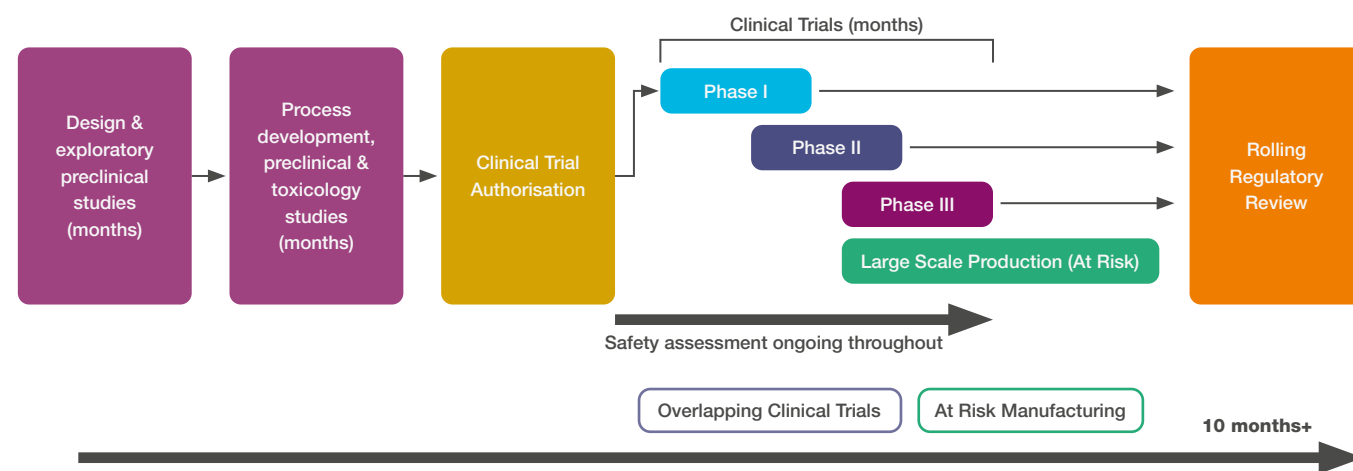 Clinical Trials (months)
Design &
exploratory
preclinical
studies
(months)
Process
development,
preclinical &
toxicology
studies
(months)
Clinical Trial
Authorisation
Phase I
Phase II
Phase III
Large Scale Production (At Risk)
Rolling
Regulatory
Review
Safety assessment ongoing throughout
Overlapping Clinical Trials
At Risk Manufacturing
10 months+